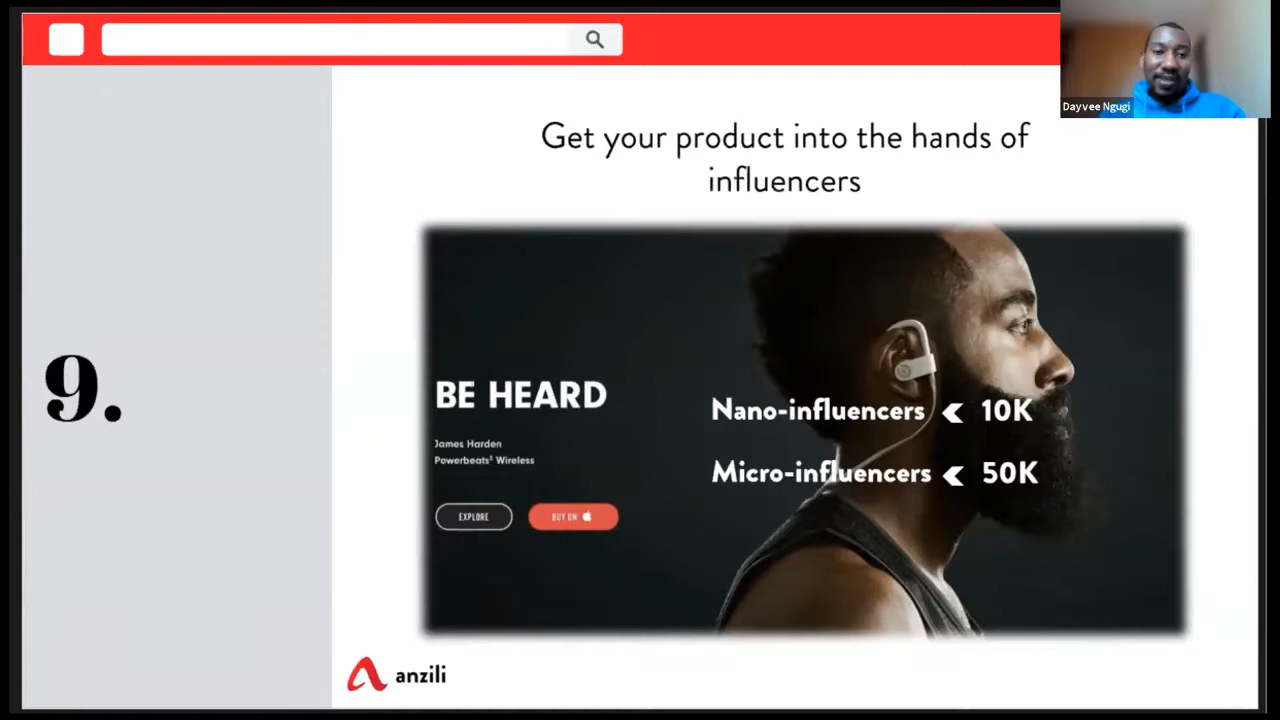 Dayvee Ngugi
Get your product into the hands of
influencers
9.
BE HEARD
James Harden
Powerbeats³ Wireless
EXPLORE
BUY ON
Nano-influencers < 10K
Micro-influencers < 50K
anzili